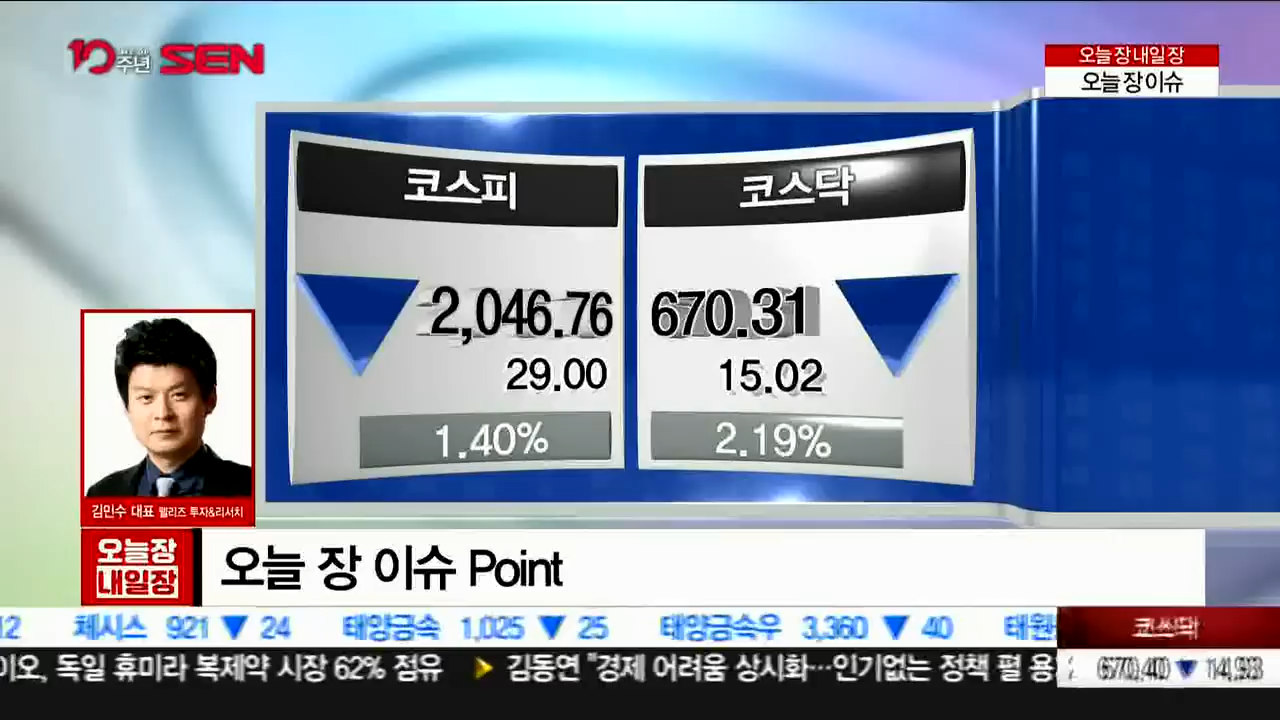 10주년 SEN
오늘장내일장
오늘장이슈
코스피
2,046.76
29.00
1.40%
코스닥
670.31
15.02
2.19%
김민수 대표 펠리즈 투자&리서치
오늘장
내일장
오늘 장 이슈 Point
12 체시스 921 ▼ 24 태양금속 1,025 ▼ 25 태양금속우 3,360 ▼ 40 태원
코스닥
이오, 독일 휴미라 복제약 시장 62% 점유 ▶ 김동연 "경제 어려움 상시화…인기없는 정책 펼 용